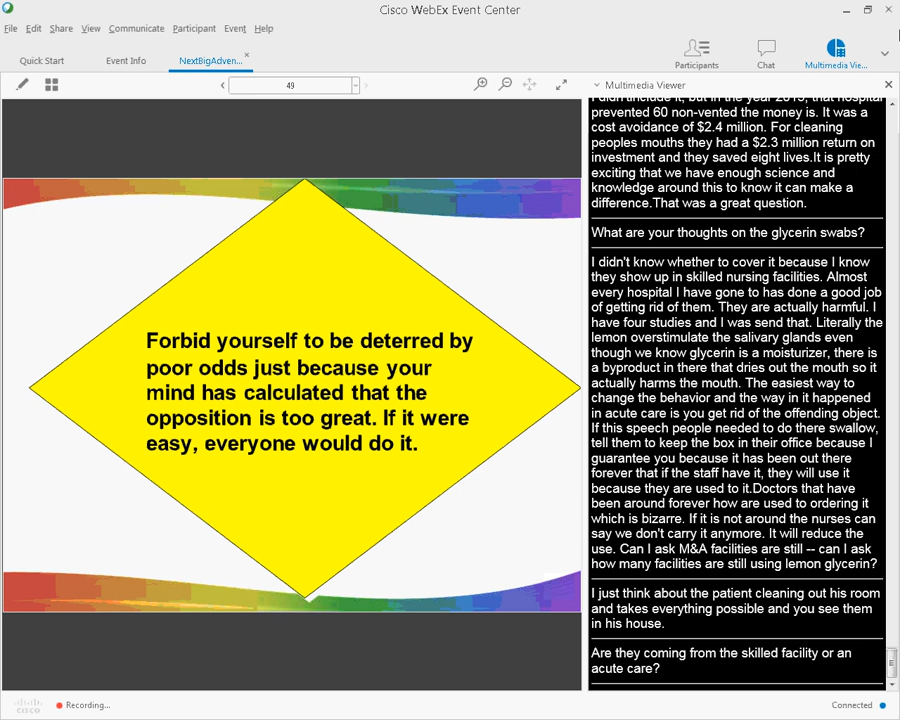 Cisco WebEx Event Center
File Edit Share View Communicate Participant Event Help
Quick Start Event Info NextBigAdven... Participants Chat Multimedia Vie...
49
Multimedia Viewer
Forbid yourself to be deterred by
poor odds just because your
mind has calculated that the
opposition is too great. If it were
easy, everyone would do it.
prevented 60 non-vented the money is. It was a
cost avoidance of $2.4 million. For cleaning
peoples mouths they had a $2.3 million return on
investment and they saved eight lives.It is pretty
exciting that we have enough science and
knowledge around this to know it can make a
difference.That was a great question.
What are your thoughts on the glycerin swabs?
I didn't know whether to cover it because I know
they show up in skilled nursing facilities. Almost
every hospital I have gone to has done a good job
of getting rid of them. They are actually harmful. I
have four studies and I was send that. Literally the
lemon overstimulate the salivary glands even
though we know glycerin is a moisturizer, there is
a byproduct in there that dries out the mouth so it
actually harms the mouth. The easiest way to
change the behavior and the way in it happened
in acute care is you get rid of the offending object.
If this speech people needed to do there swallow,
tell them to keep the box in their office because I
guarantee you because it has been out there
forever that if the staff have it, they will use it
because they are used to it.Doctors that have
been around forever how are used to ordering it
which is bizarre. If it is not around the nurses can
say we don't carry it anymore. It will reduce the
use. Can I ask M&A facilities are still -- can I ask
how many facilities are still using lemon glycerin?
I just think about the patient cleaning out his room
and takes everything possible and you see them
in his house.
Are they coming from the skilled facility or an
acute care?
cisco Recording... Connected